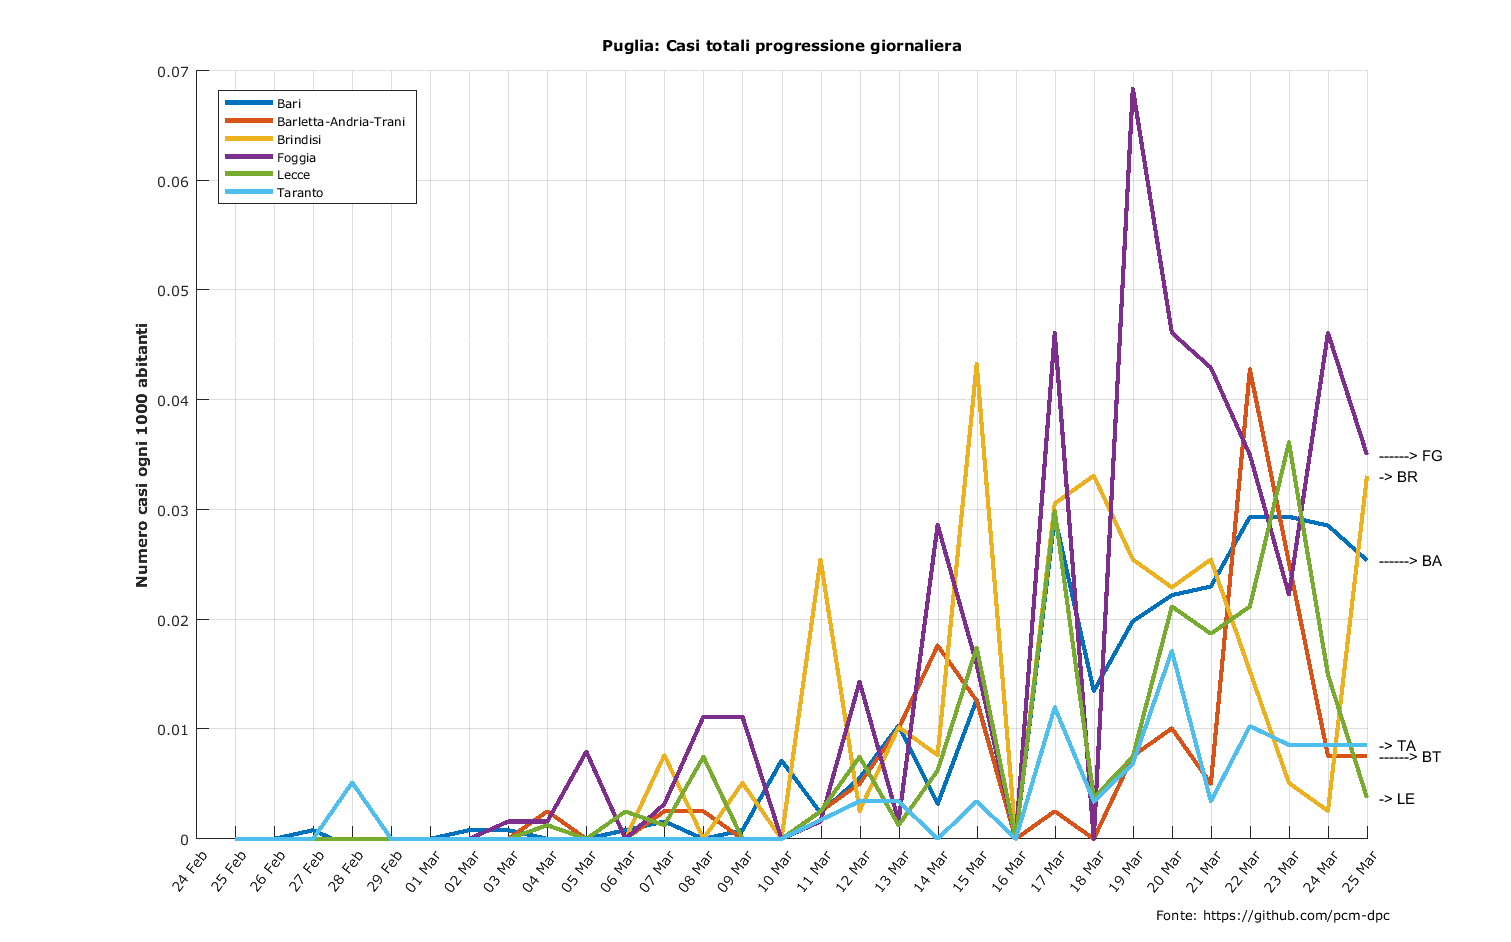 Puglia: Casi totali progressione giornaliera
0.07
0.06
0.05
0.04
0.03
0.02
0.01
0
Numero casi ogni 1000 abitanti
Bari
Barletta-Andria-Trani
Brindisi
Foggia
Lecce
Taranto
------> FG
-> BR
------> BA
-> TA
------> BT
-> LE
24 Feb
25 Feb
26 Feb
27 Feb
28 Feb
29 Feb
01 Mar
02 Mar
03 Mar
04 Mar
05 Mar
06 Mar
07 Mar
08 Mar
09 Mar
10 Mar
11 Mar
12 Mar
13 Mar
14 Mar
15 Mar
16 Mar
17 Mar
18 Mar
19 Mar
20 Mar
21 Mar
22 Mar
23 Mar
24 Mar
25 Mar
Fonte: https://github.com/pcm-dpc